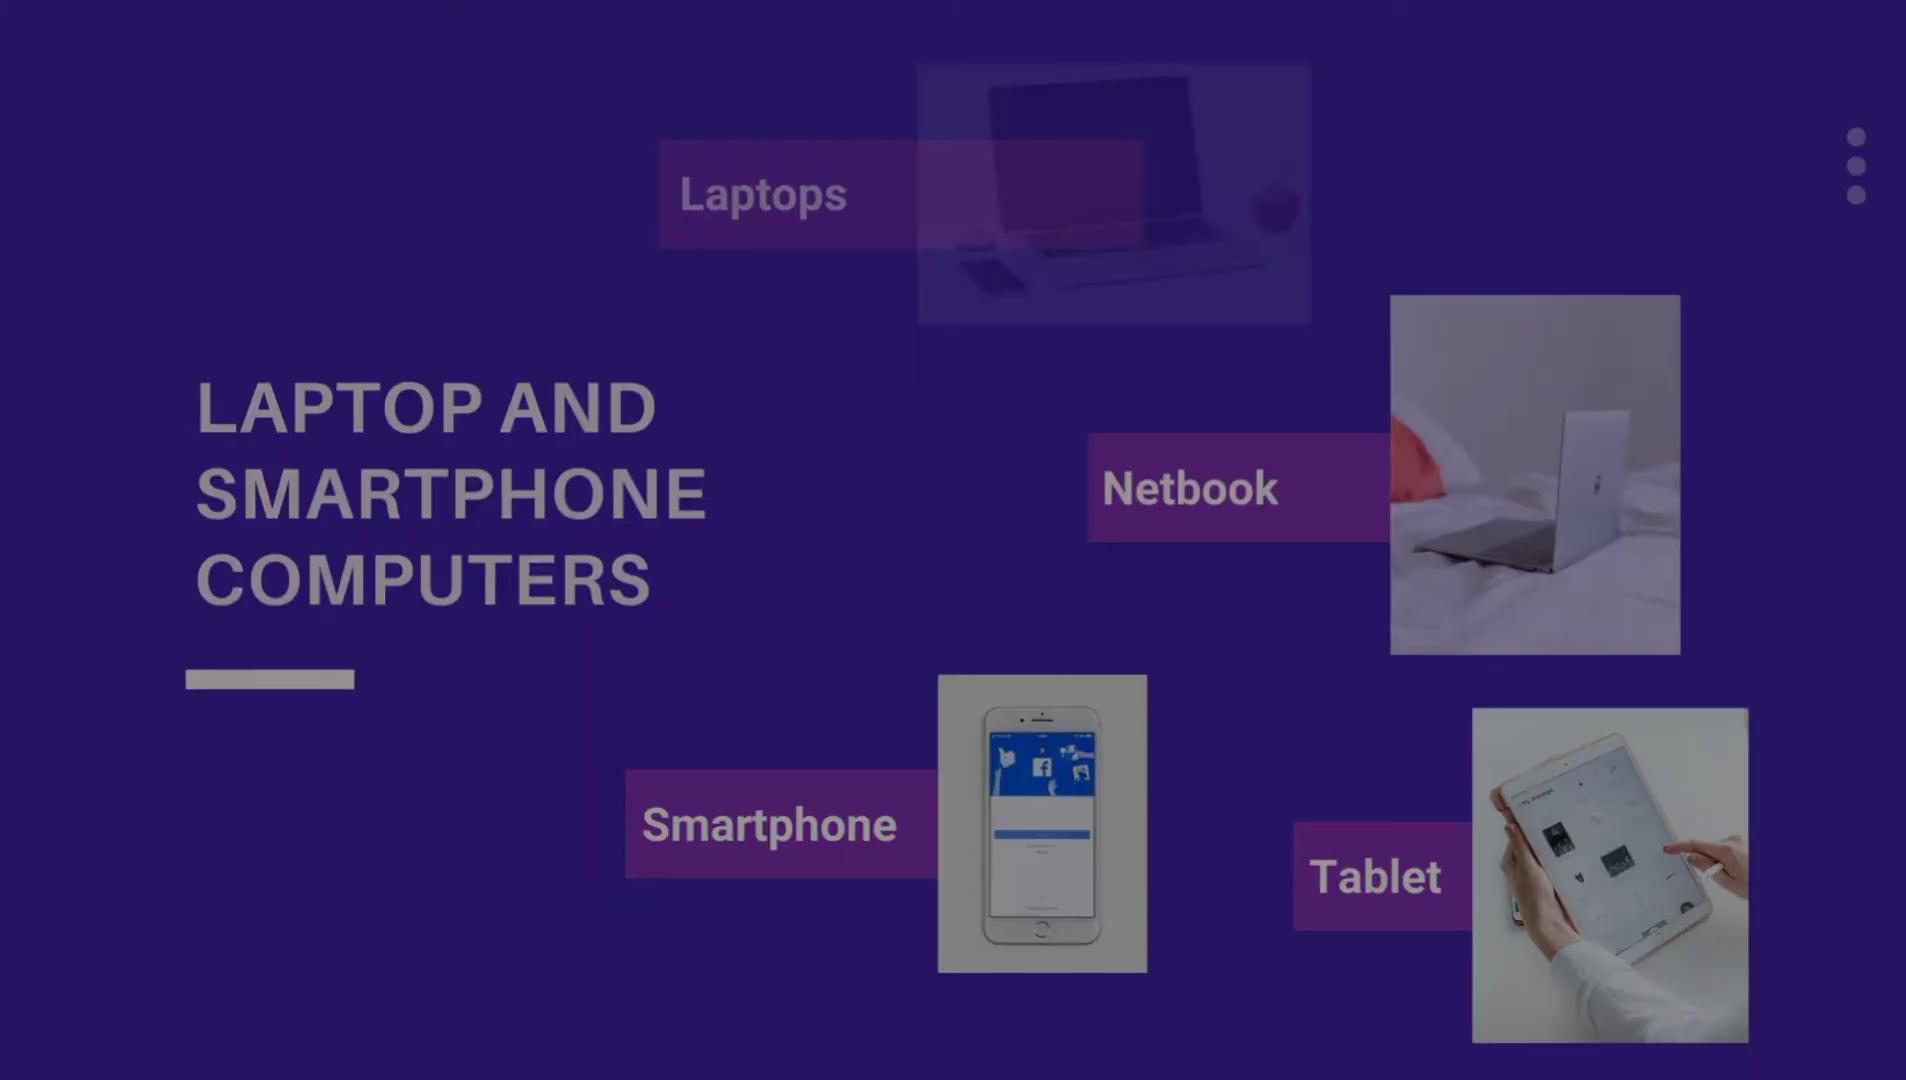 Laptops
LAPTOP AND
SMARTPHONE
COMPUTERS
Netbook
Smartphone
Tablet